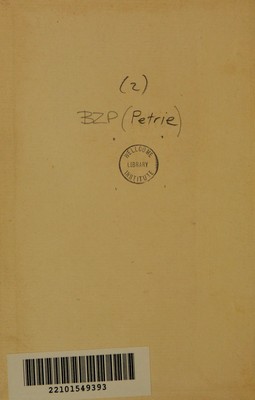 (2)
BZP (Petrie)
WELLCOME
LIBRARY
INSTITUTE
22101549393